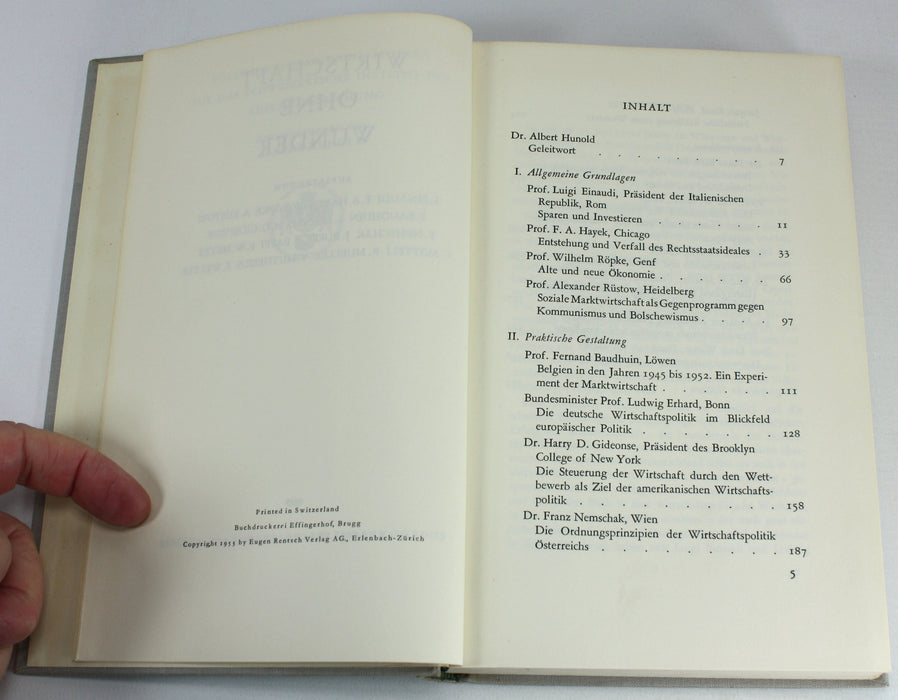 Printed in Switzerland
Buchdruckerei Effingerhof, Brugg
Copyright 1953 by Eugen Rentsch Verlag AG., Erlenbach-Zürich
INHALT
Dr. Albert Hunold
Geleitwort . . . . . . . . . 7
I. Allgemeine Grundlagen
Prof. Luigi Einaudi, Präsident der Italienischen
Republik, Rom
Sparen und Investieren . . . . . . 11
Prof. F. A. Hayek, Chicago
Entstehung und Verfall des Rechtsstaatsideales . 33
Prof. Wilhelm Röpke, Genf
Alte und neue Ökonomie . . . . . . 66
Prof. Alexander Rüstow, Heidelberg
Soziale Marktwirtschaft als Gegenprogramm gegen
Kommunismus und Bolschewismus . . . . 97
II. Praktische Gestaltung
Prof. Fernand Baudhuin, Löwen
Belgien in den Jahren 1945 bis 1952. Ein Experi-
ment der Marktwirtschaft . . . . . . 111
Bundesminister Prof. Ludwig Erhard, Bonn
Die deutsche Wirtschaftspolitik im Blickfeld
europäischer Politik . . . . . . . 128
Dr. Harry D. Gideonse, Präsident des Brooklyn
College of New York
Die Steuerung der Wirtschaft durch den Wett-
bewerb als Ziel der amerikanischen Wirtschafts-
politik . . . . . . . . . . 158
Dr. Franz Nemschak, Wien
Die Ordnungsprinzipien der Wirtschaftspolitik
Österreichs . . . . . . . . . 187
5